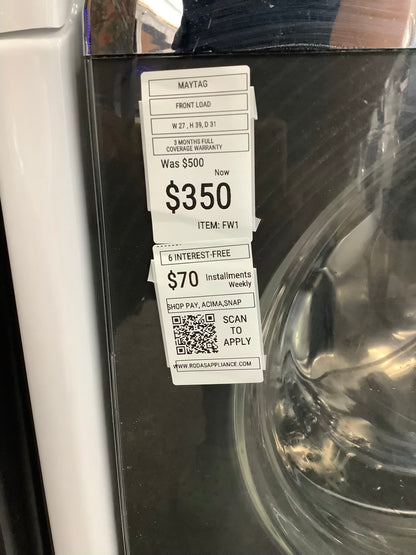 MAYTAG
FRONT LOAD
W 27 , H 39, D 31
3 MONTHS FULL
COVERAGE WARRANTY
Was $500
Now
$350
ITEM: FW1
6 INTEREST-FREE
$70 Installments
Weekly
SHOP PAY, ACIMA,SNAP
SCAN
TO
APPLY
WWW.RODASAPPLIANCE.COM